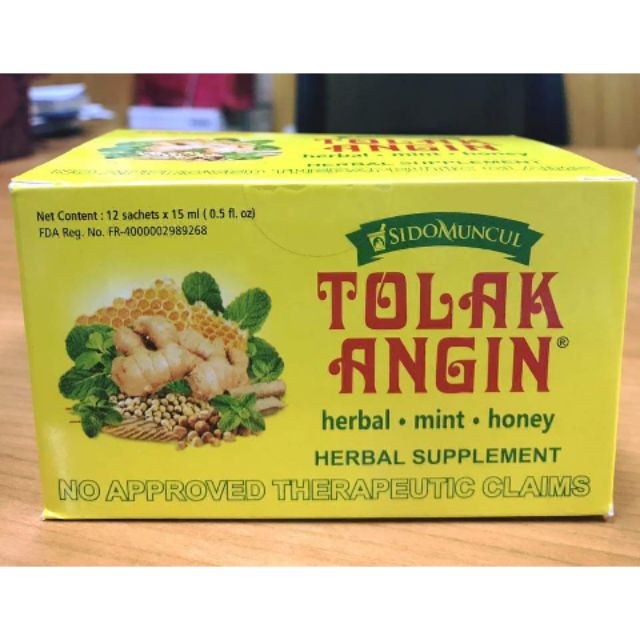 TOLAK
ANGIN
herbal • mint • honey
HERBAL SUPPLEMENT
Net Content : 12 sachets x 15 ml ( 0.5 fl. oz)
FDA Reg. No. FR-4000002989268
SIDOMUNCUL
TOLAK
ANGIN®
herbal • mint • honey
HERBAL SUPPLEMENT
NO APPROVED THERAPEUTIC CLAIMS